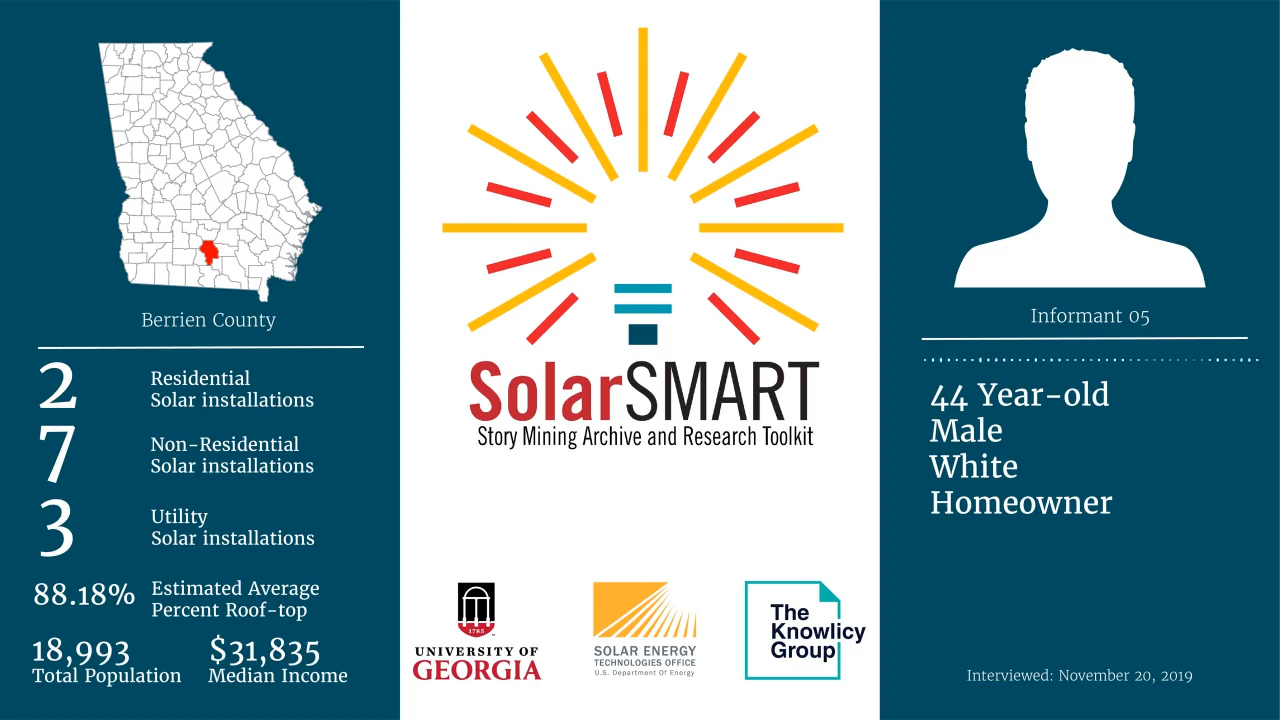 Berrien County
2
Residential
Solar installations
7
Non-Residential
Solar installations
3
Utility
Solar installations
88.18%
Estimated Average
Percent Roof-top
18,993
Total Population
$31,835
Median Income
SolarSMART
Story Mining Archive and Research Toolkit
1785
UNIVERSITY OF
GEORGIA
SOLAR ENERGY
TECHNOLOGIES OFFICE
U.S. Department Of Energy
The
Knowlicy
Group
Informant 05
44 Year-old
Male
White
Homeowner
Interviewed: November 20, 2019